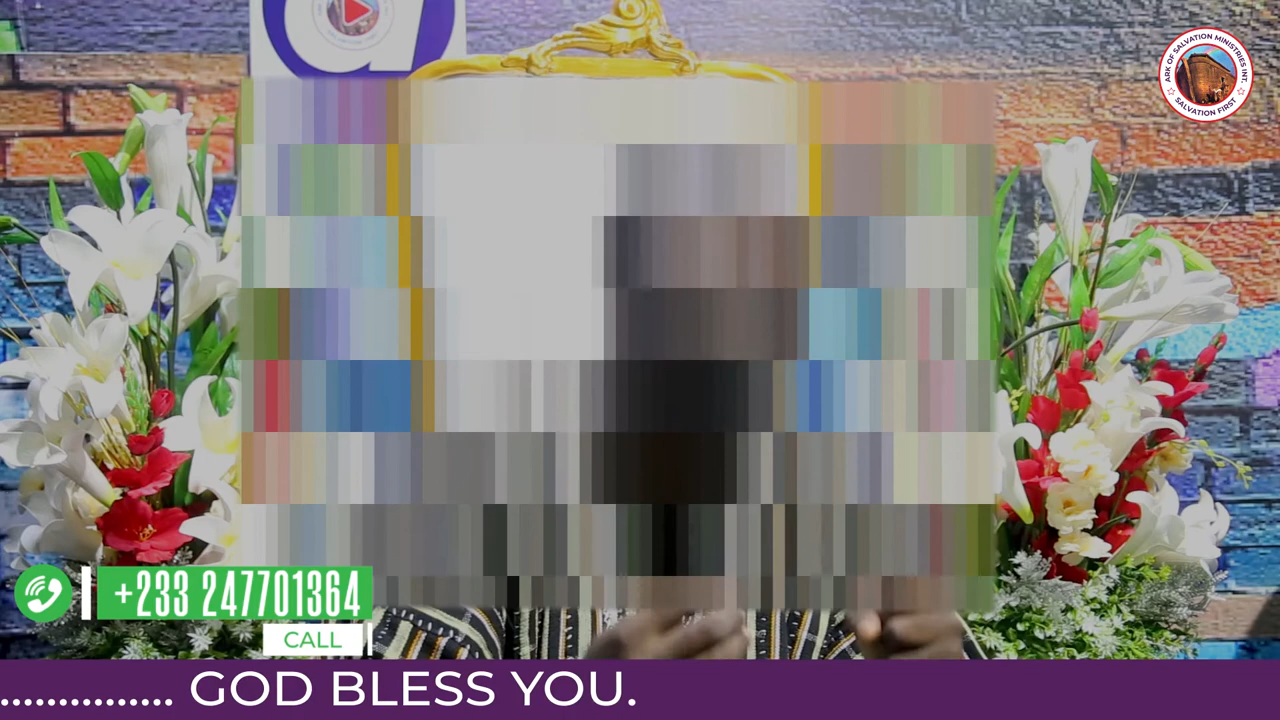 ARK OF SALVATION MINISTRIES INT.
SALVATION FIRST
+233 247701364
CALL
............... GOD BLESS YOU.